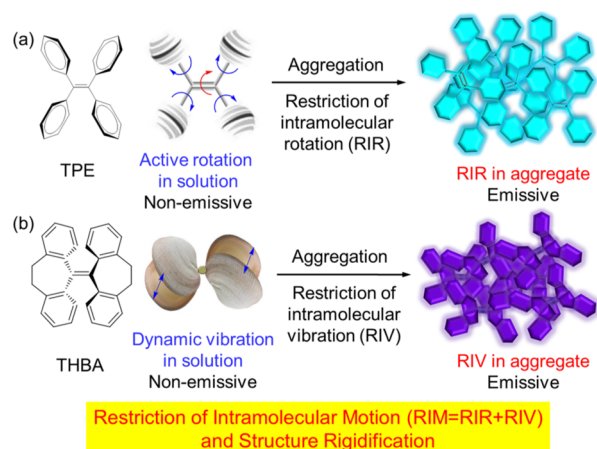 (a)
TPE
Active rotation
in solution
Non-emissive
Aggregation
Restriction of
intramolecular
rotation (RIR)
RIR in aggregate
Emissive
(b)
THBA
Dynamic vibration
in solution
Non-emissive
Aggregation
Restriction of
intramolecular
vibration (RIV)
RIV in aggregate
Emissive
Restriction of Intramolecular Motion (RIM=RIR+RIV)
and Structure Rigidification